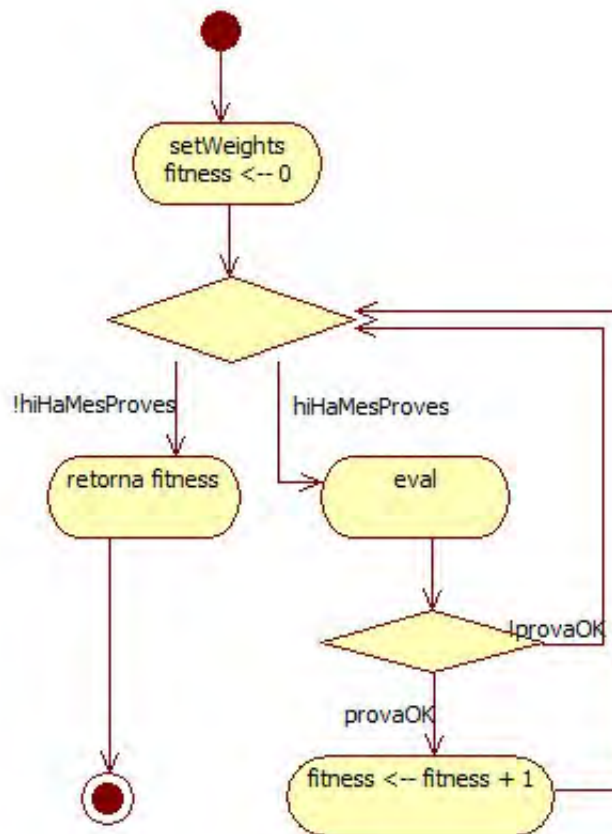 setWeights
fitness <-- 0
!hiHaMesProves
hiHaMesProves
retorna fitness
eval
!provaOK
provaOK
fitness <-- fitness + 1